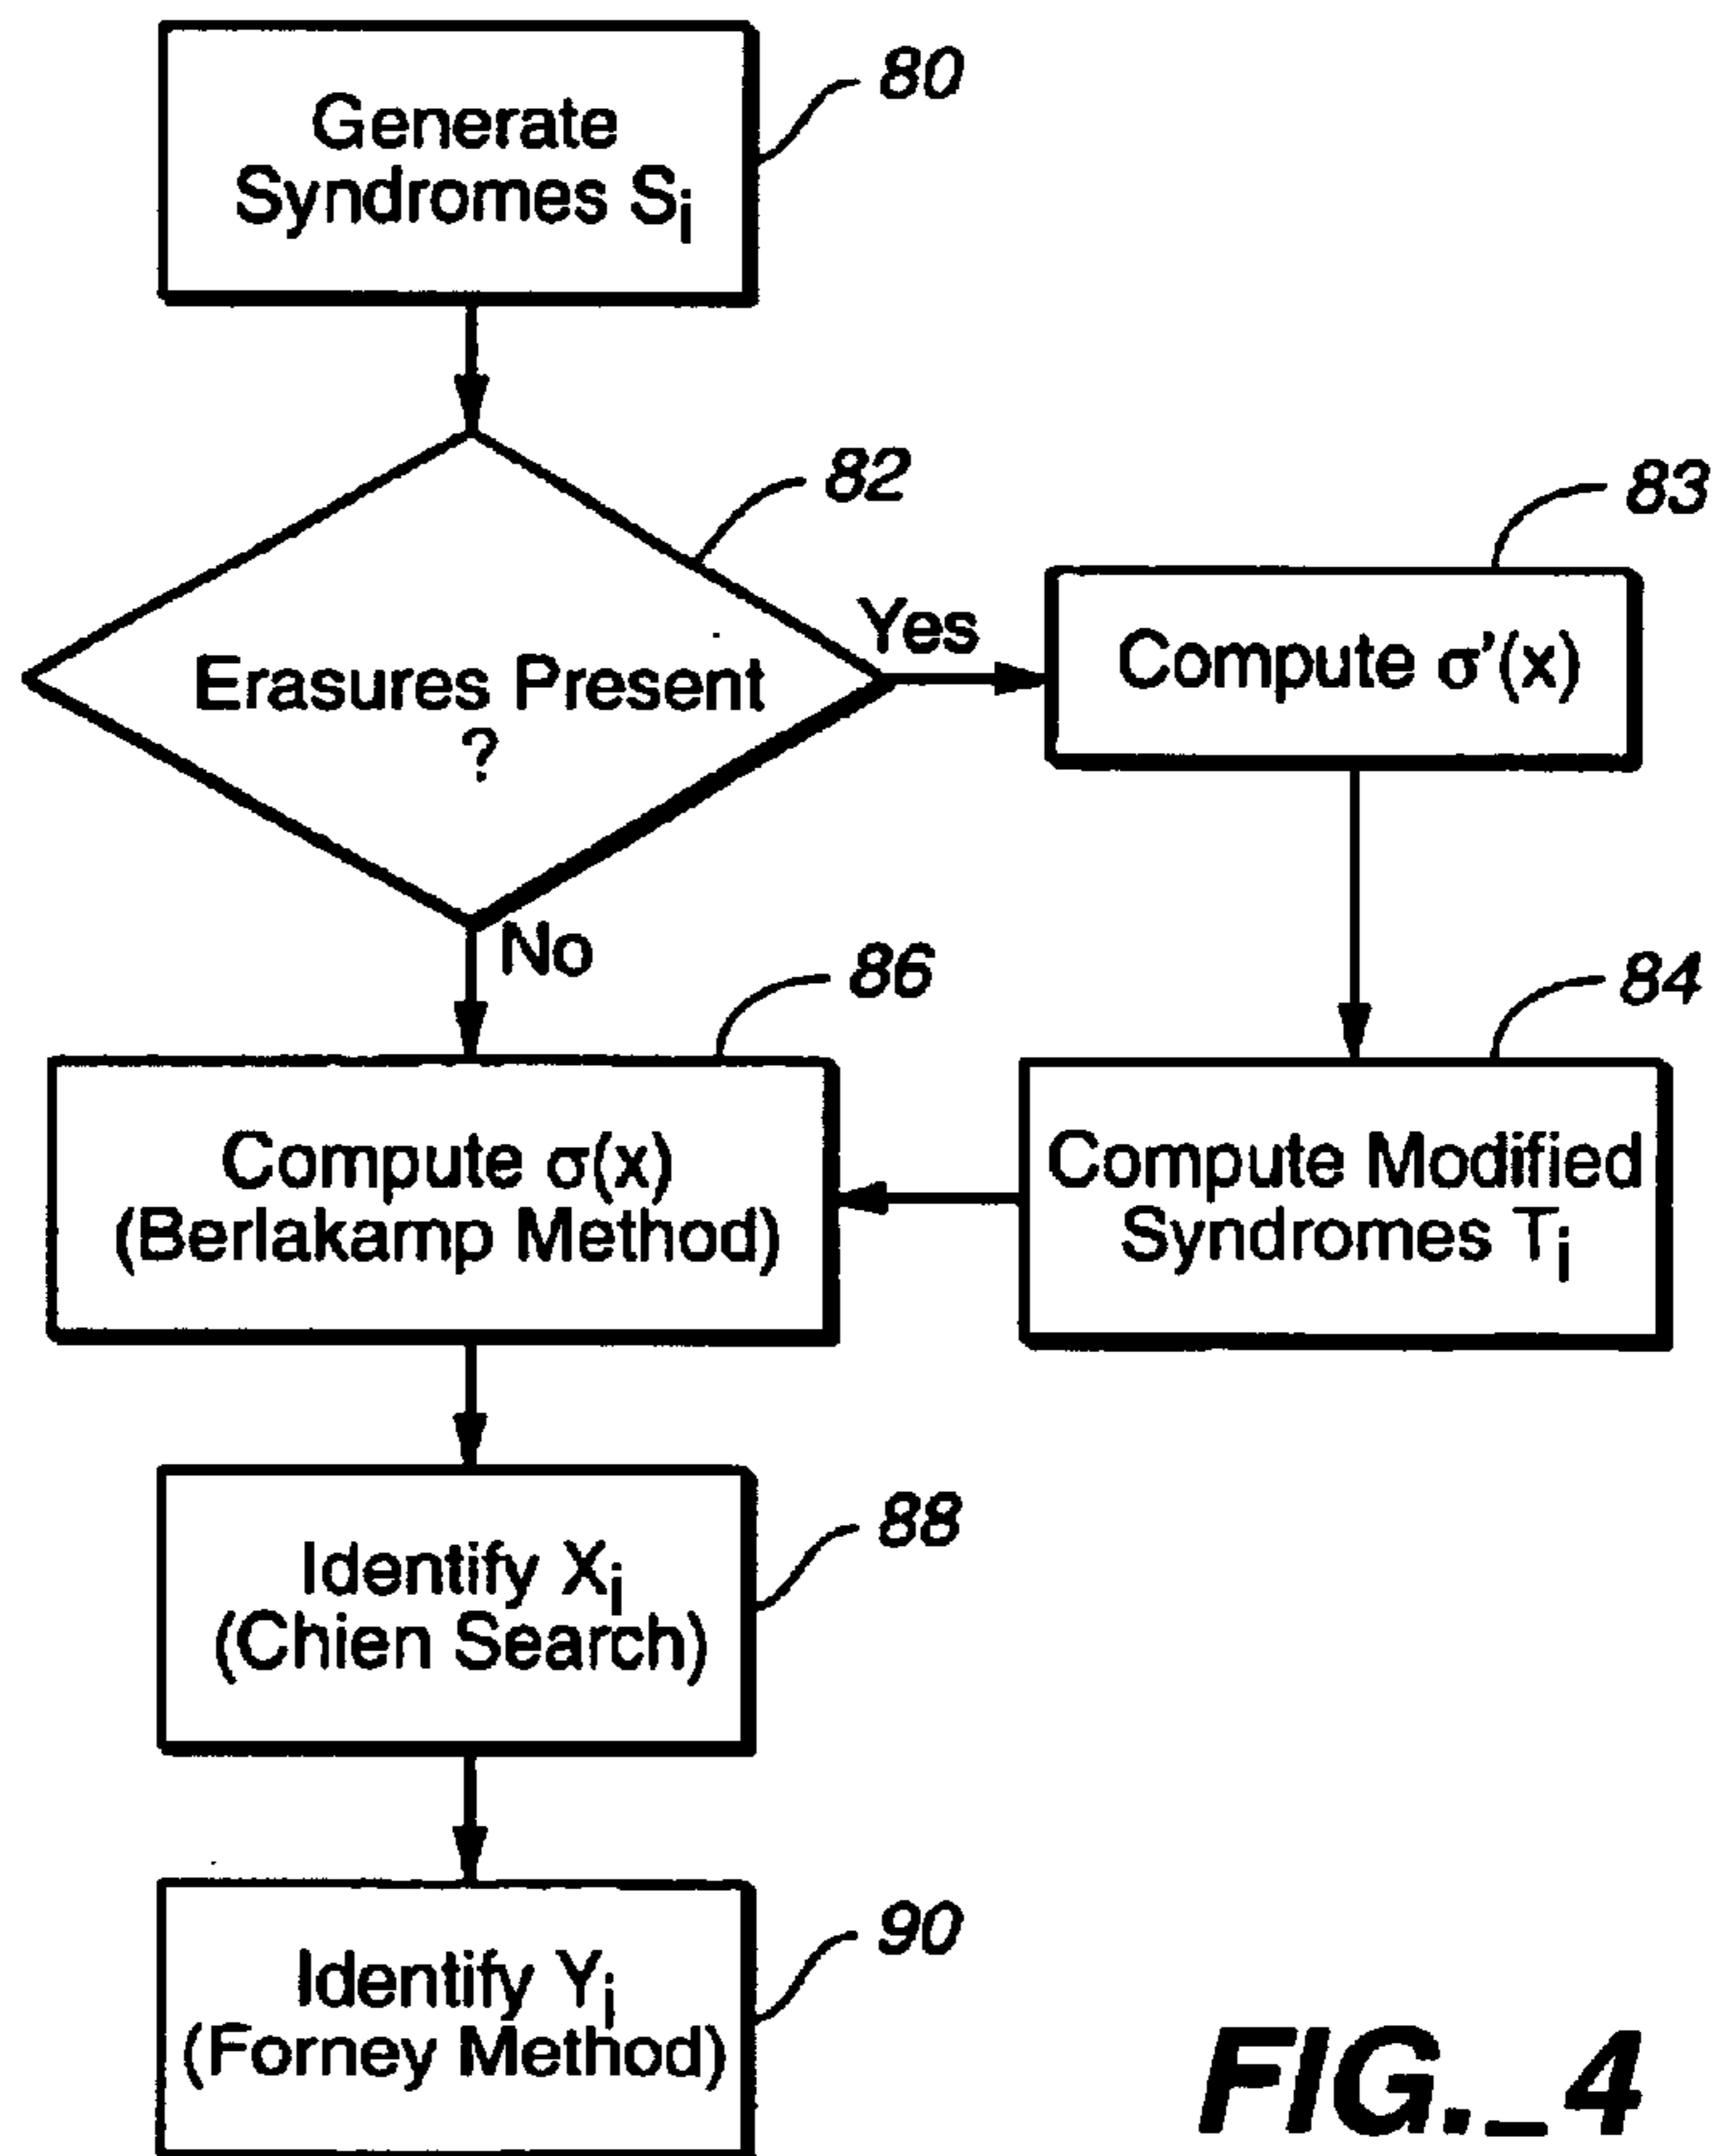 Generate
Syndromes Si
80
82
Erasures Present
?
Yes
No
83
Compute σ'(x)
84
Compute Modified
Syndromes Ti
86
Compute σ(x)
(Berlakamp Method)
88
Identify Xi
(Chien Search)
90
Identify Yi
(Forney Method)
FIG._4